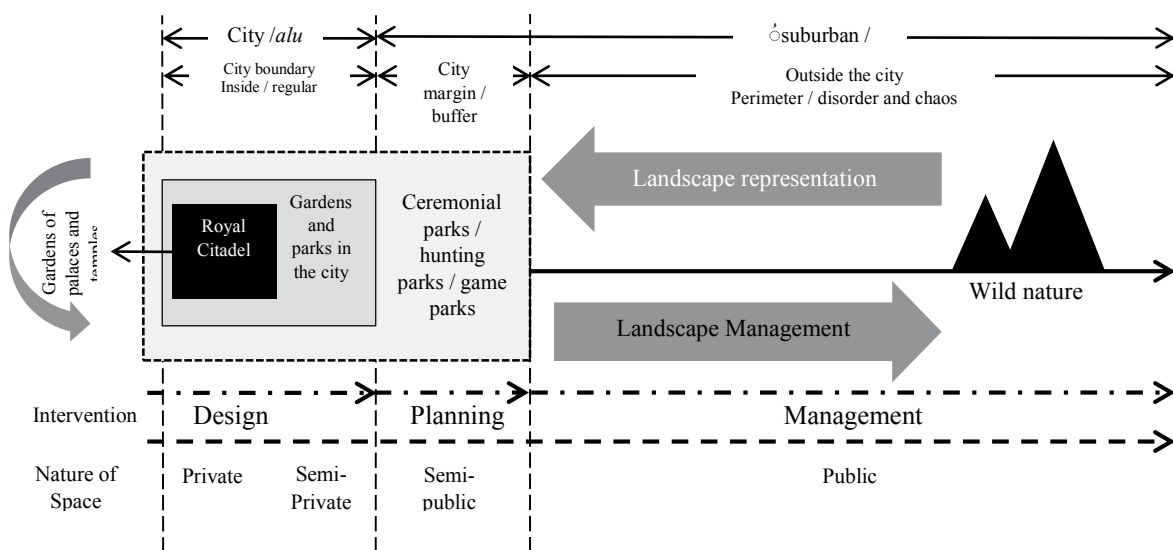 City /alu
suburban /
City boundary
Inside / regular
City
margin /
buffer
Outside the city
Perimeter / disorder and chaos
Gardens of
palaces and
temples
Royal
Citadel
Gardens
and
parks in
the city
Ceremonial
parks /
hunting
parks / game
parks
Landscape representation
Wild nature
Landscape Management
Intervention
Design
Planning
Management
Nature of
Space
Private
Semi-
Private
Semi-
public
Public